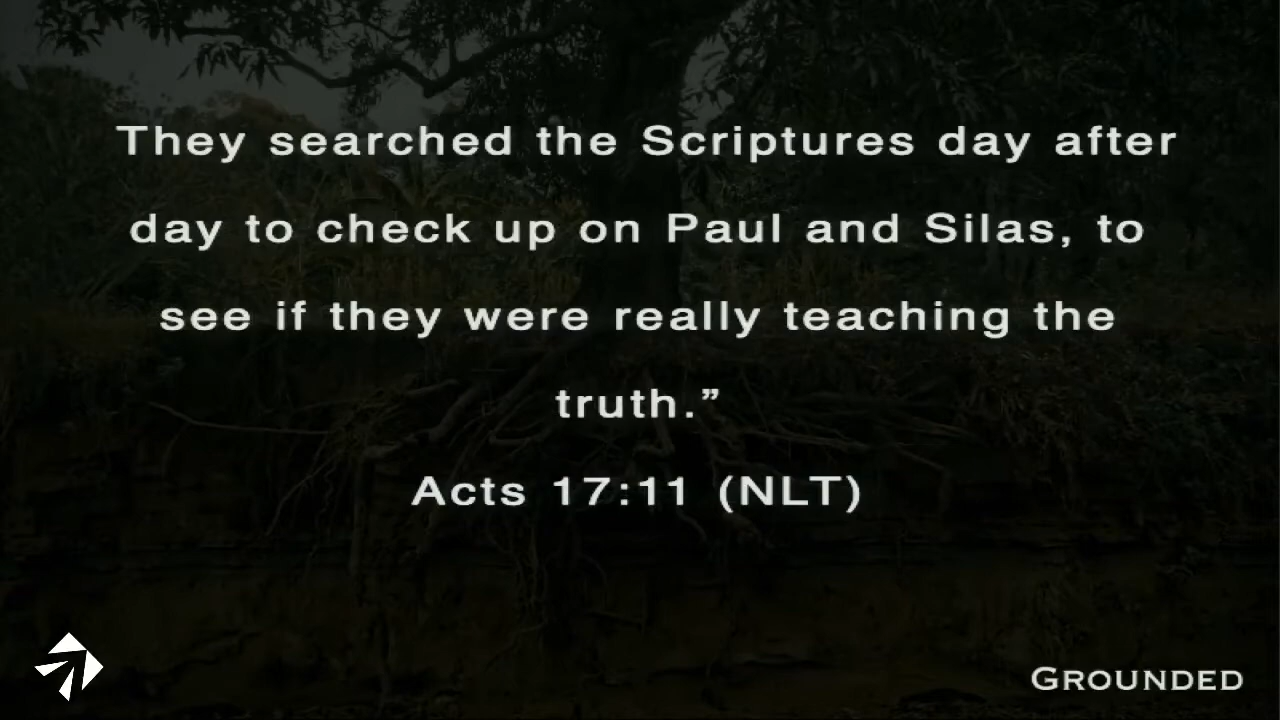 They searched the Scriptures day after
day to check up on Paul and Silas, to
see if they were really teaching the
truth.”
Acts 17:11 (NLT)
GROUNDED